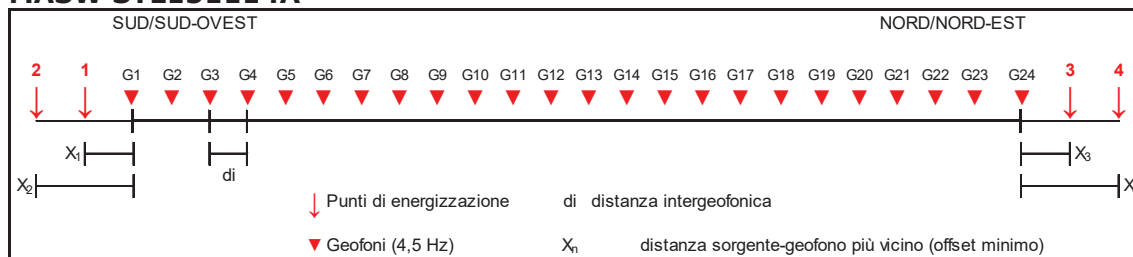 SUD/SUD-OVEST NORD/NORD-EST
2 1 G1 G2 G3 G4 G5 G6 G7 G8 G9 G10 G11 G12 G13 G14 G15 G16 G17 G18 G19 G20 G21 G22 G23 G24 3 4
X1 X3
di
X2 X
Punti di energizzazione di distanza intergeofonica
Geofoni (4,5 Hz) Xn distanza sorgente-geofono più vicino (offset minimo)